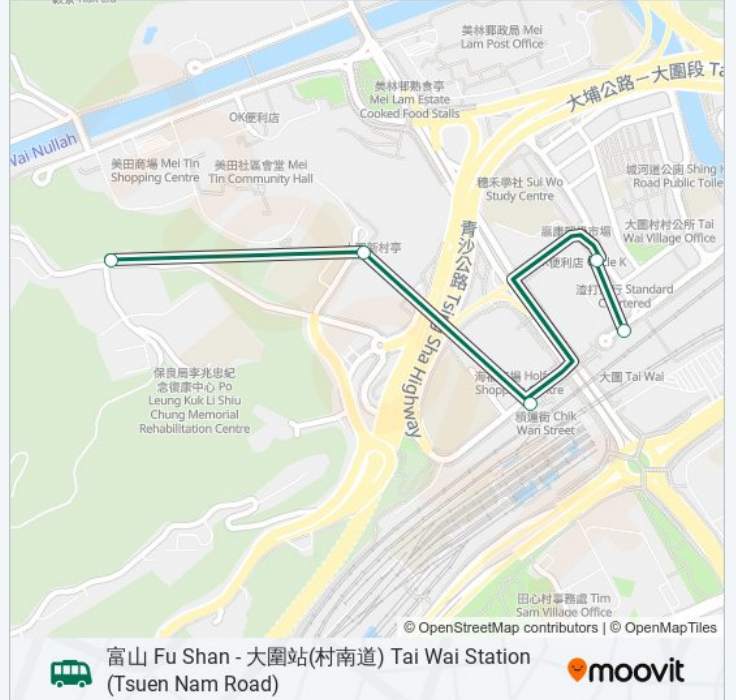 美林郵政局 Mei
Lam Post Office
美林邨熟食亭
Mei Lam Estate
Cooked Food Stalls
大埔公路－大圍段 Ta
OK便利店
Wai Nullah
美田商場 Mei Tin
Shopping Centre
美田社區會堂 Mei
Tin Community Hall
穗禾學社 Sui Wo
Study Centre
城河道公廁 Shing
Road Public Toile
大圍村村公所 Tai
Wai Village Office
青沙公路 Tsing Sha Highway
便利店
渣打 行 Standard
Chartered
保良局李兆忠紀
念復康中心 Po
Leung Kuk Li Shiu
Chung Memorial
Rehabilitation Centre
大圍 Tai Wai
積運街 Chik
Wan Street
田心村事務處 Tim
Sam Village Office
© OpenStreetMap contributors | © OpenMapTiles
富山 Fu Shan - 大圍站(村南道) Tai Wai Station
(Tsuen Nam Road)
moovit